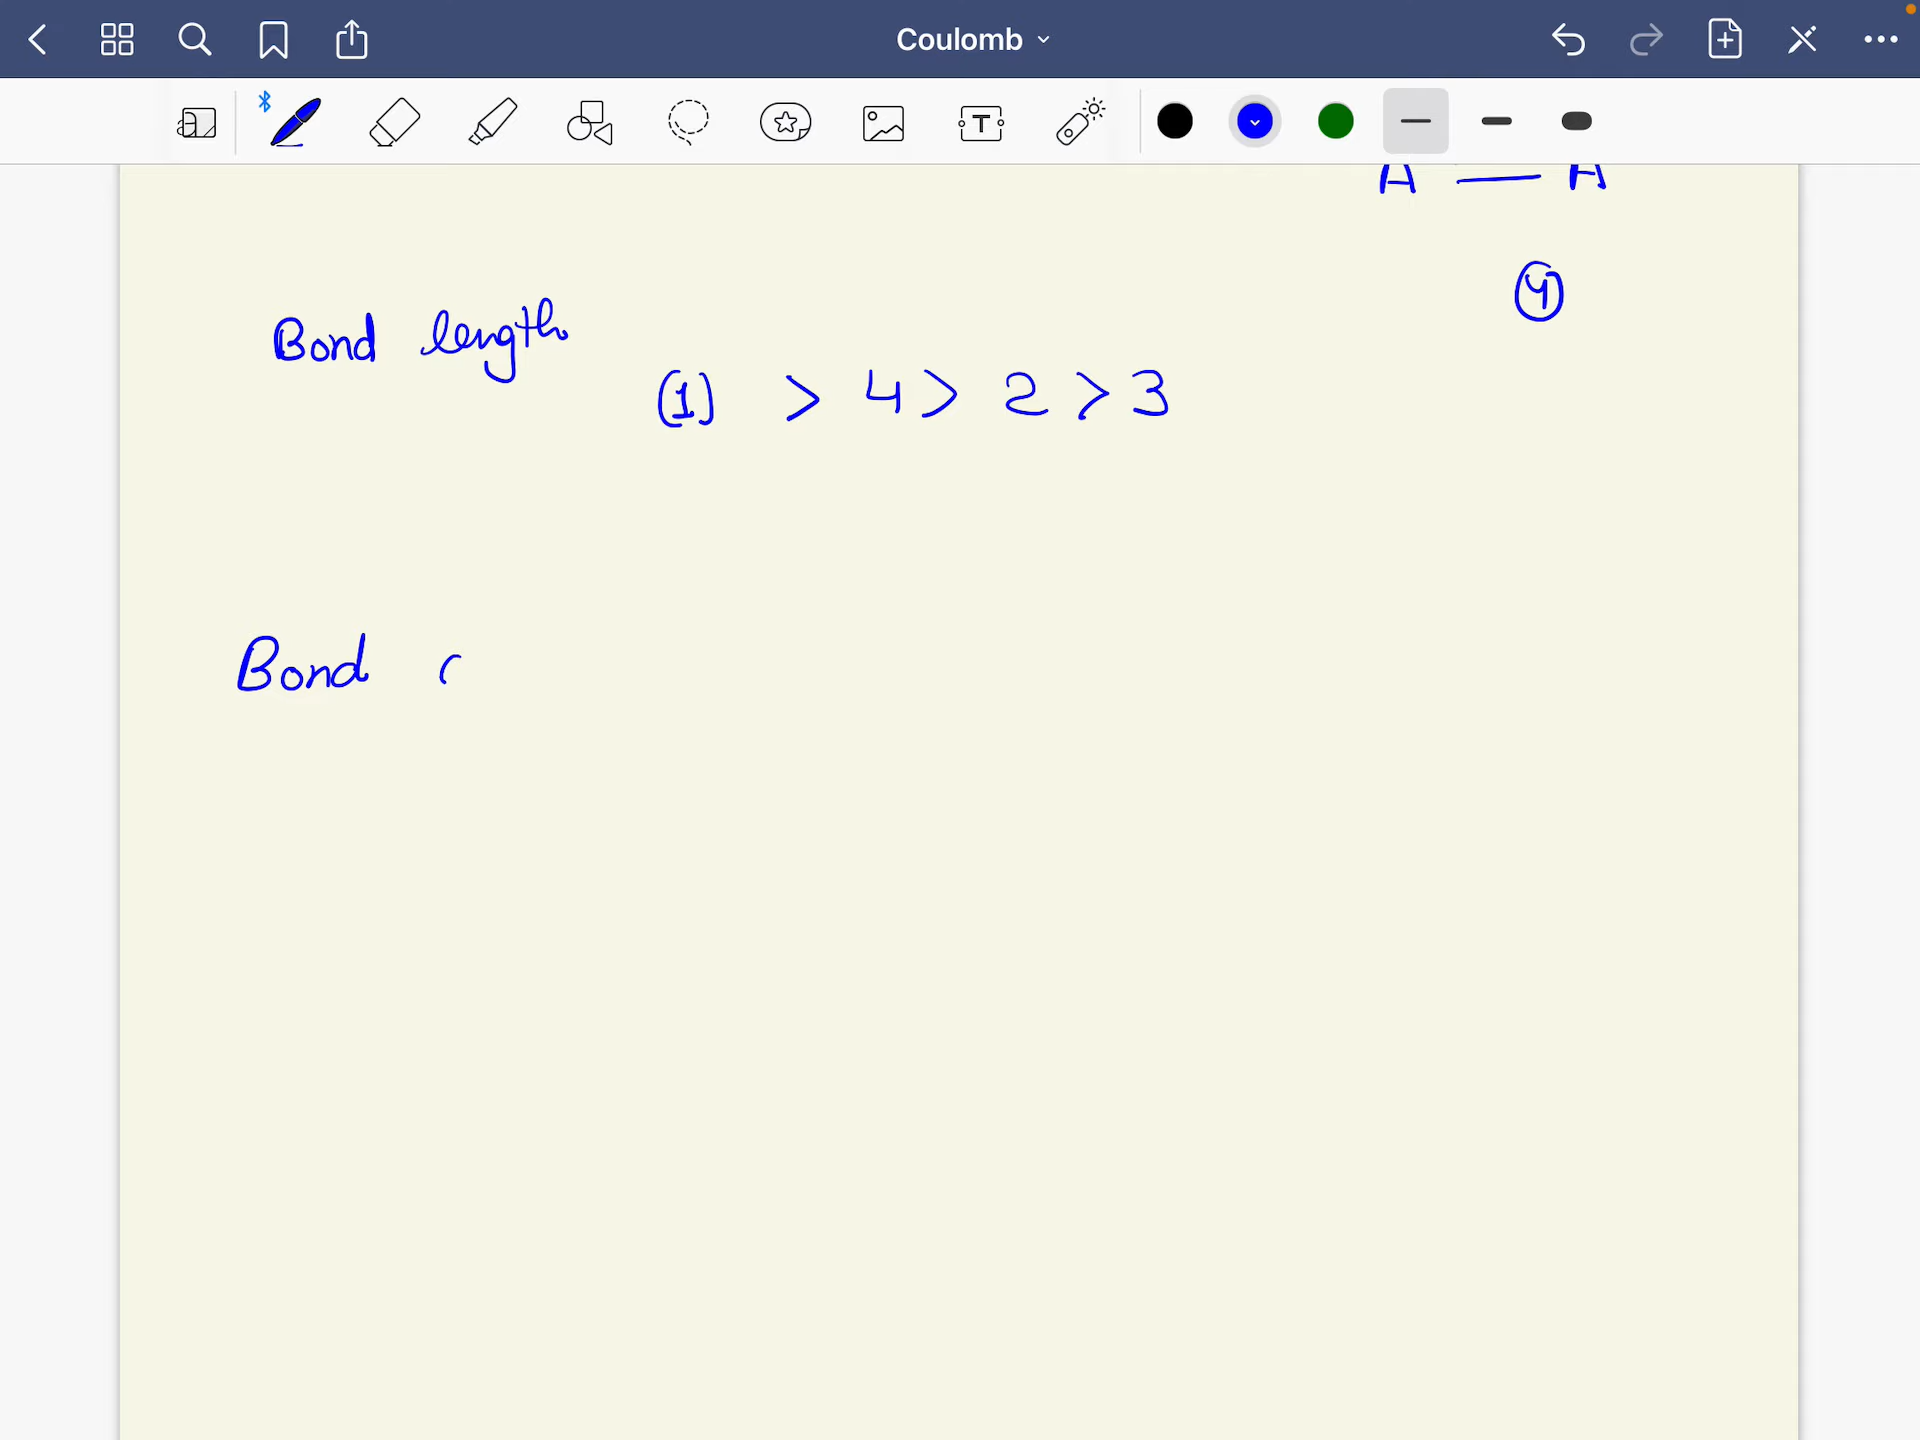 Coulomb
T
A — A
④
Bond length
(1) > 4 > 2 > 3
Bond